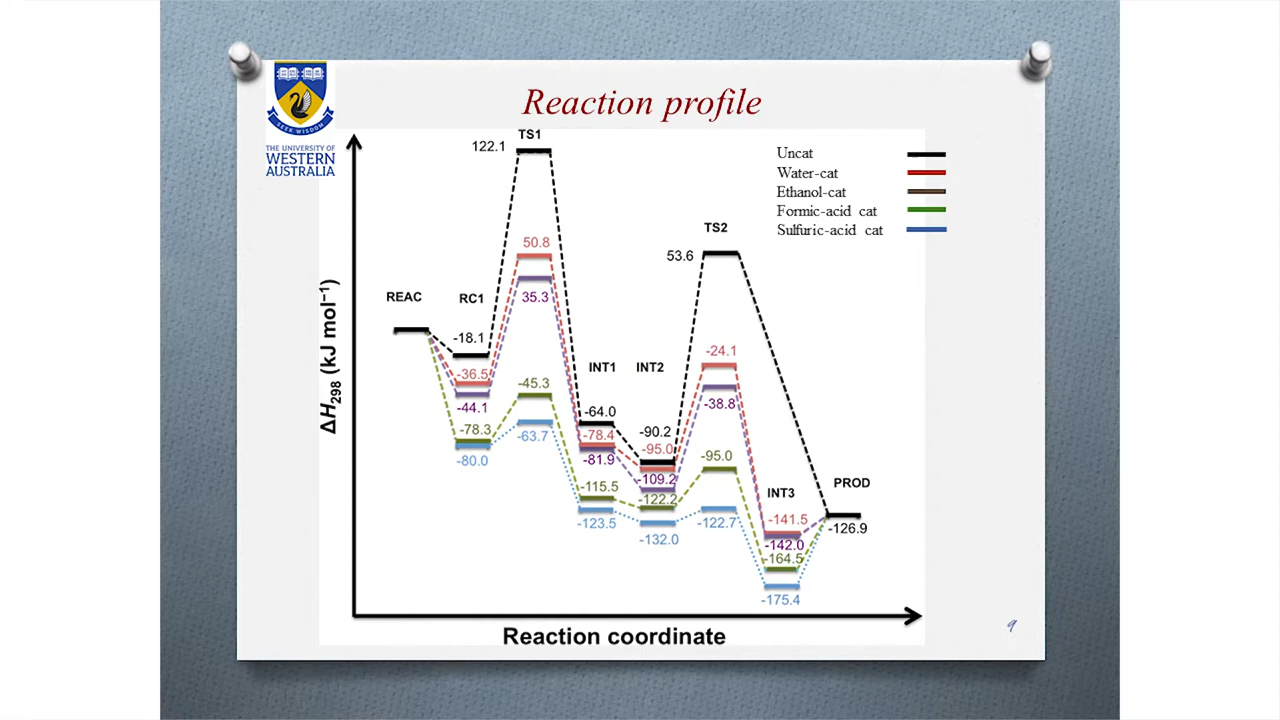 Reaction profile
SEEK WISDOM
THE UNIVERSITY OF
WESTERN
AUSTRALIA
TS1
122.1
Uncat
Water-cat
Ethanol-cat
Formic-acid cat
Sulfuric-acid cat
TS2
50.8
53.6
REAC
RC1
35.3
-18.1
-24.1
INT1
INT2
-36.5
-45.3
-44.1
-38.8
-64.0
-78.3
-63.7
-78.4
-90.2
-95.0
-80.0
-81.9
-95.0
-109.2
-115.5
-122.2
INT3
PROD
-123.5
-122.7
-132.0
-141.5
-126.9
-142.0
-164.5
-175.4
ΔH298 (kJ mol⁻¹)
Reaction coordinate
9